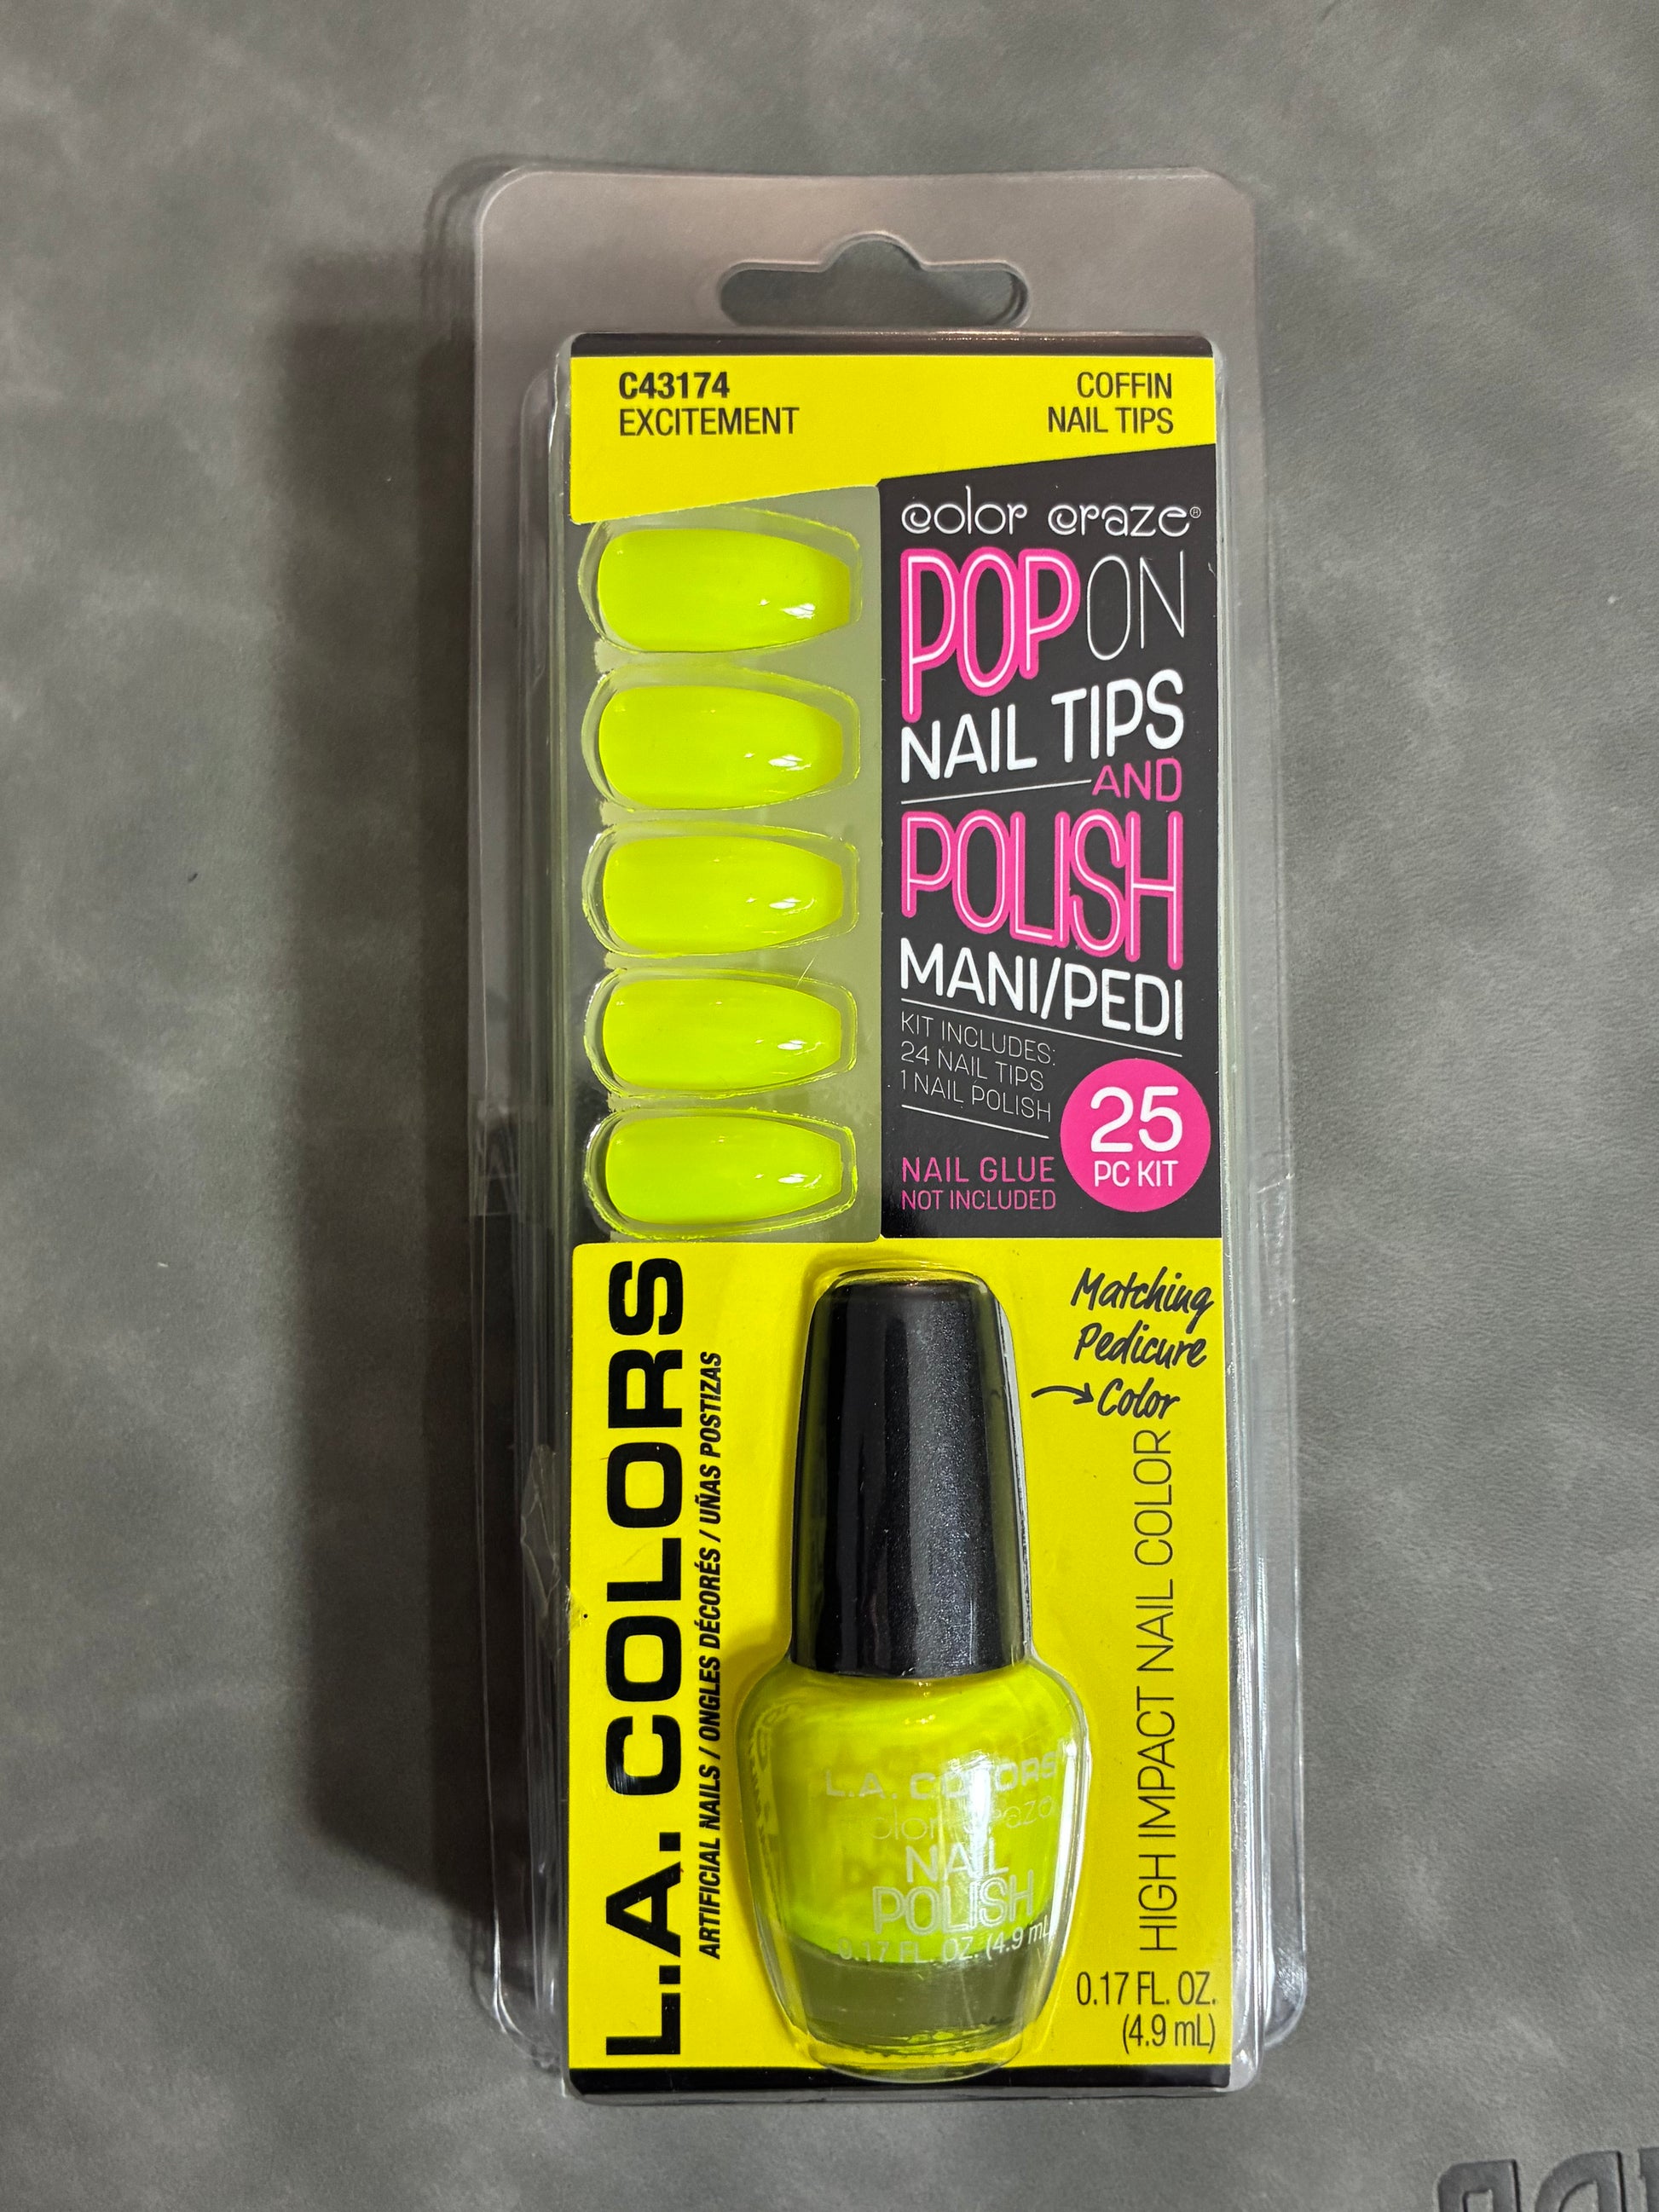 C43174
EXCITEMENT
COFFIN
NAIL TIPS
color craze®
POP ON
NAIL TIPS
AND
POLISH
MANI/PEDI
KIT INCLUDES:
24 NAIL TIPS
1 NAIL POLISH
25
PC KIT
NAIL GLUE
NOT INCLUDED
L.A. COLORS
ARTIFICIAL NAILS / ONGLES DÉCORÉS / UÑAS POSTIZAS
Matching
Pedicure
Color
HIGH IMPACT NAIL COLOR
L.A. COLORS
color craze
NAIL
POLISH
0.17 FL. OZ. (4.9 mL)
0.17 FL. OZ.
(4.9 mL)